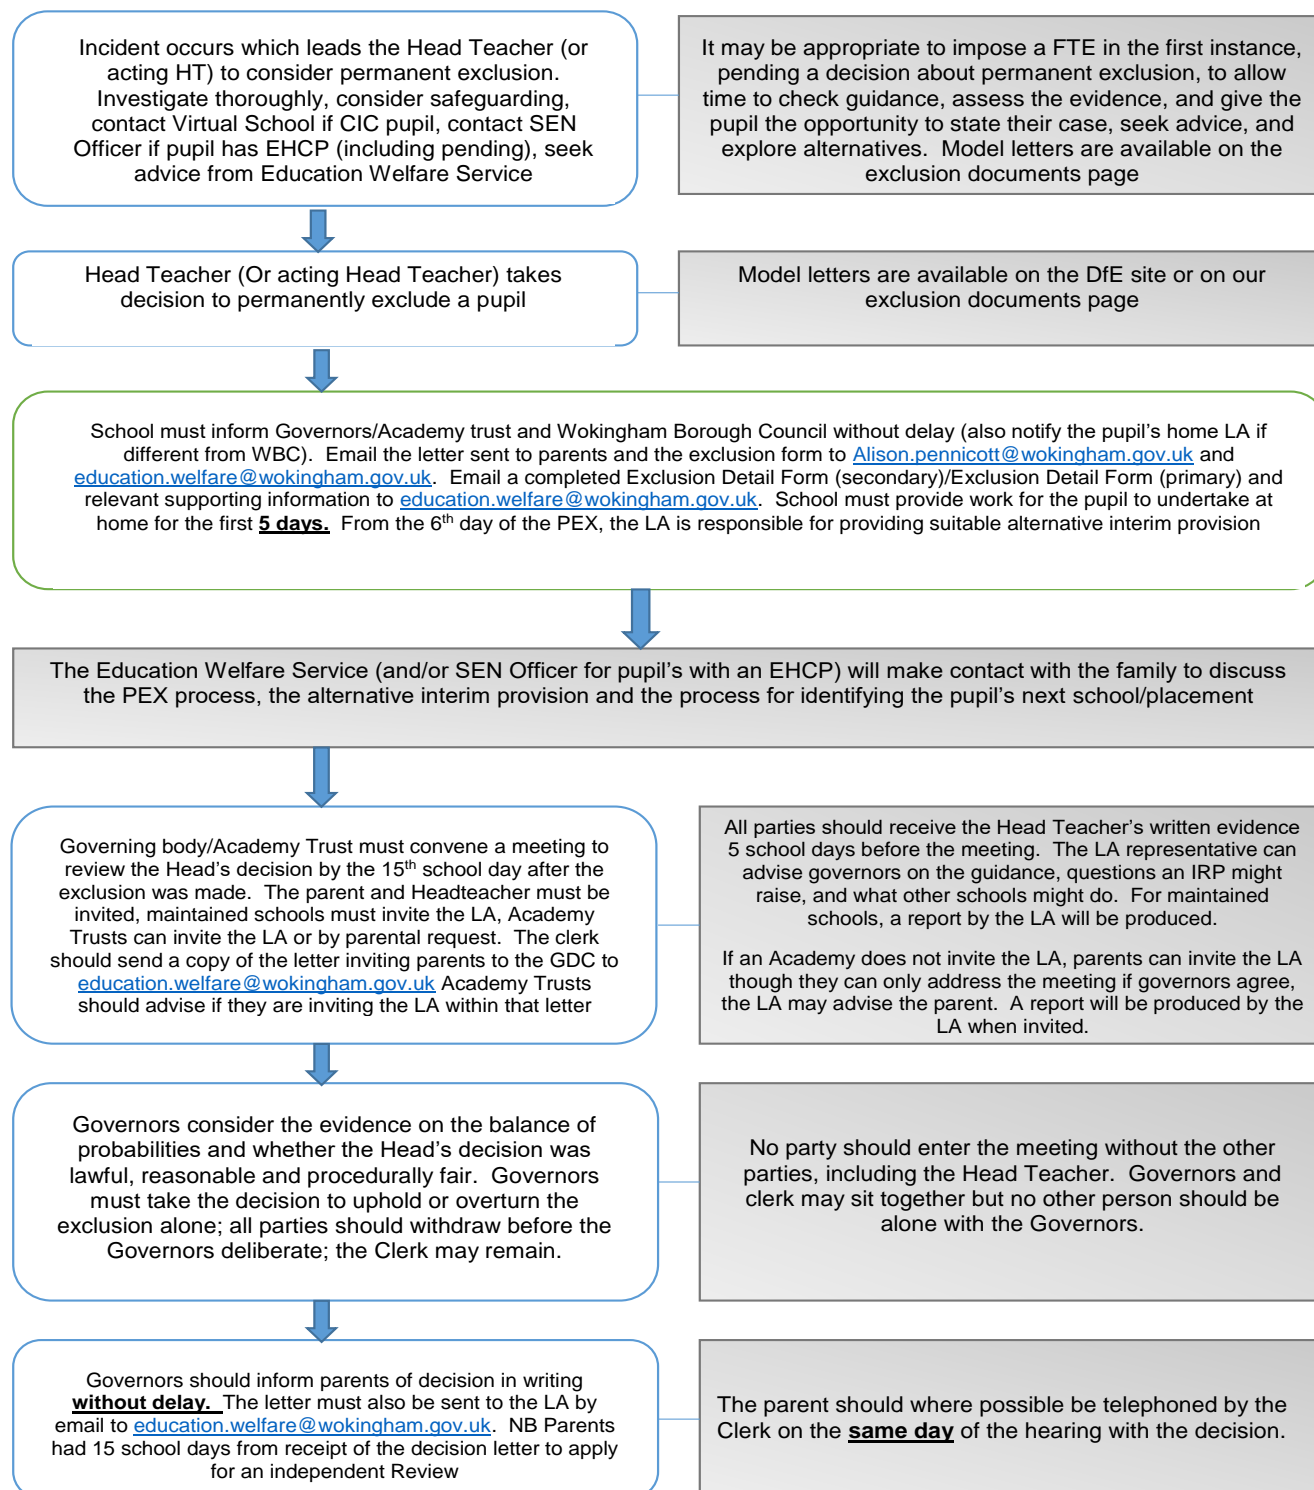 Incident occurs which leads the Head Teacher (or
acting HT) to consider permanent exclusion.
Investigate thoroughly, consider safeguarding,
contact Virtual School if CIC pupil, contact SEN
Officer if pupil has EHCP (including pending), seek
advice from Education Welfare Service
It may be appropriate to impose a FTE in the first instance,
pending a decision about permanent exclusion, to allow
time to check guidance, assess the evidence, and give the
pupil the opportunity to state their case, seek advice, and
explore alternatives.  Model letters are available on the
exclusion documents page
Head Teacher (Or acting Head Teacher) takes
decision to permanently exclude a pupil
Model letters are available on the DfE site or on our
exclusion documents page
School must inform Governors/Academy trust and Wokingham Borough Council without delay (also notify the pupil's home LA if
different from WBC).  Email the letter sent to parents and the exclusion form to Alison.pennicott@wokingham.gov.uk and
education.welfare@wokingham.gov.uk.  Email a completed Exclusion Detail Form (secondary)/Exclusion Detail Form (primary) and
relevant supporting information to education.welfare@wokingham.gov.uk.  School must provide work for the pupil to undertake at
home for the first 5 days.  From the 6th day of the PEX, the LA is responsible for providing suitable alternative interim provision
The Education Welfare Service (and/or SEN Officer for pupil's with an EHCP) will make contact with the family to discuss
the PEX process, the alternative interim provision and the process for identifying the pupil's next school/placement
Governing body/Academy Trust must convene a meeting to
review the Head's decision by the 15th school day after the
exclusion was made.  The parent and Headteacher must be
invited, maintained schools must invite the LA, Academy
Trusts can invite the LA or by parental request.  The clerk
should send a copy of the letter inviting parents to the GDC to
education.welfare@wokingham.gov.uk Academy Trusts
should advise if they are inviting the LA within that letter
All parties should receive the Head Teacher's written evidence
5 school days before the meeting.  The LA representative can
advise governors on the guidance, questions an IRP might
raise, and what other schools might do.  For maintained
schools, a report by the LA will be produced.
If an Academy does not invite the LA, parents can invite the LA
though they can only address the meeting if governors agree,
the LA may advise the parent.  A report will be produced by the
LA when invited.
Governors consider the evidence on the balance of
probabilities and whether the Head's decision was
lawful, reasonable and procedurally fair.  Governors
must take the decision to uphold or overturn the
exclusion alone; all parties should withdraw before the
Governors deliberate; the Clerk may remain.
No party should enter the meeting without the other
parties, including the Head Teacher.  Governors and
clerk may sit together but no other person should be
alone with the Governors.
Governors should inform parents of decision in writing
without delay.  The letter must also be sent to the LA by
email to education.welfare@wokingham.gov.uk.  NB Parents
had 15 school days from receipt of the decision letter to apply
for an independent Review
The parent should where possible be telephoned by the
Clerk on the same day of the hearing with the decision.